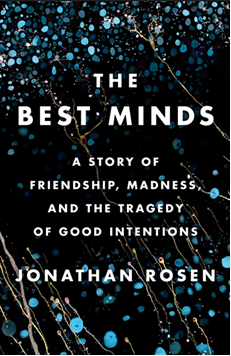 THE
BEST MINDS
A STORY OF
FRIENDSHIP, MADNESS,
AND THE TRAGEDY
OF GOOD INTENTIONS
JONATHAN ROSEN